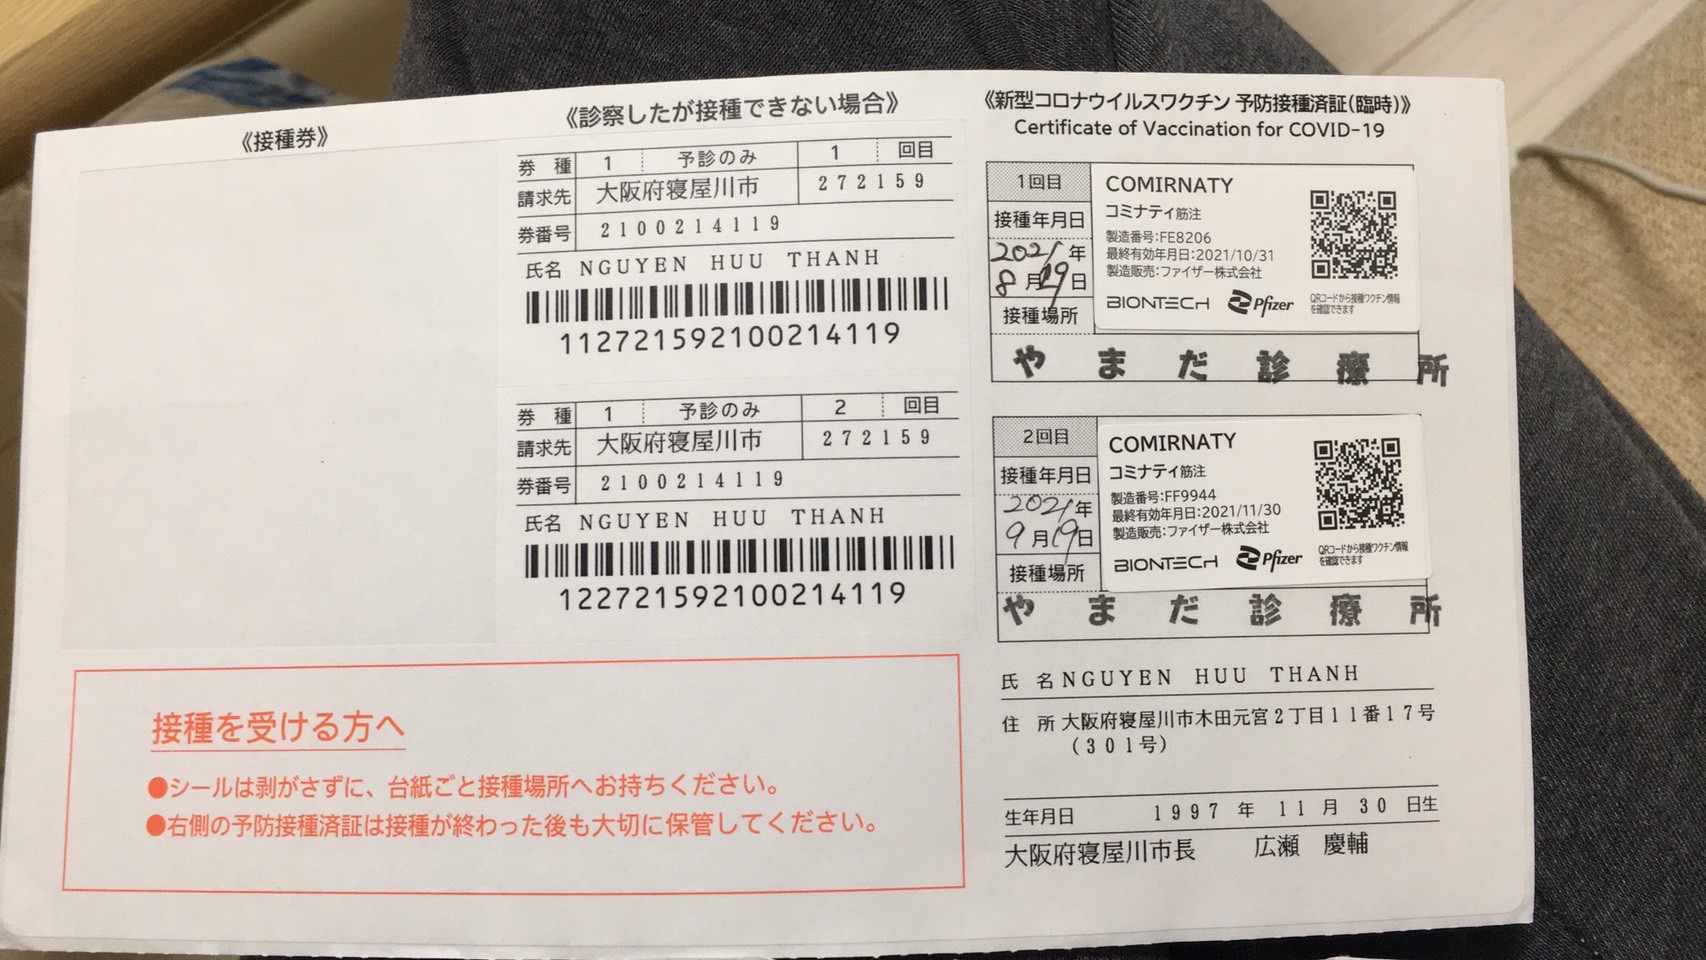 《接種券》
《診察したが接種できない場合》
券 種 1 予診のみ 1 回目
請求先 大阪府寝屋川市 272159
券番号 2100214119
氏名 NGUYEN HUU THANH
112721592100214119
券 種 1 予診のみ 2 回目
請求先 大阪府寝屋川市 272159
券番号 2100214119
氏名 NGUYEN HUU THANH
122721592100214119
接種を受ける方へ
●シールは剥がさずに、台紙ごと接種場所へお持ちください。
●右側の予防接種済証は接種が終わった後も大切に保管してください。
《新型コロナウイルスワクチン 予防接種済証(臨時)》
Certificate of Vaccination for COVID-19
1回目
接種年月日
2021年
8月29日
接種場所
COMIRNATY
コミナティ筋注
製造番号:FE8206
最終有効年月日:2021/10/31
製造販売:ファイザー株式会社
BIONTECH Pfizer
QRコードから接種ワクチン情報
を確認できます
やまだ診療所
2回目
接種年月日
2021年
9月19日
接種場所
COMIRNATY
コミナティ筋注
製造番号:FF9944
最終有効年月日:2021/11/30
製造販売:ファイザー株式会社
BIONTECH Pfizer
QRコードから接種ワクチン情報
を確認できます
やまだ診療所
氏 名 NGUYEN HUU THANH
住 所 大阪府寝屋川市木田元宮2丁目11番17号
(301号)
生年月日 1997 年 11 月 30 日生
大阪府寝屋川市長 広瀬 慶輔